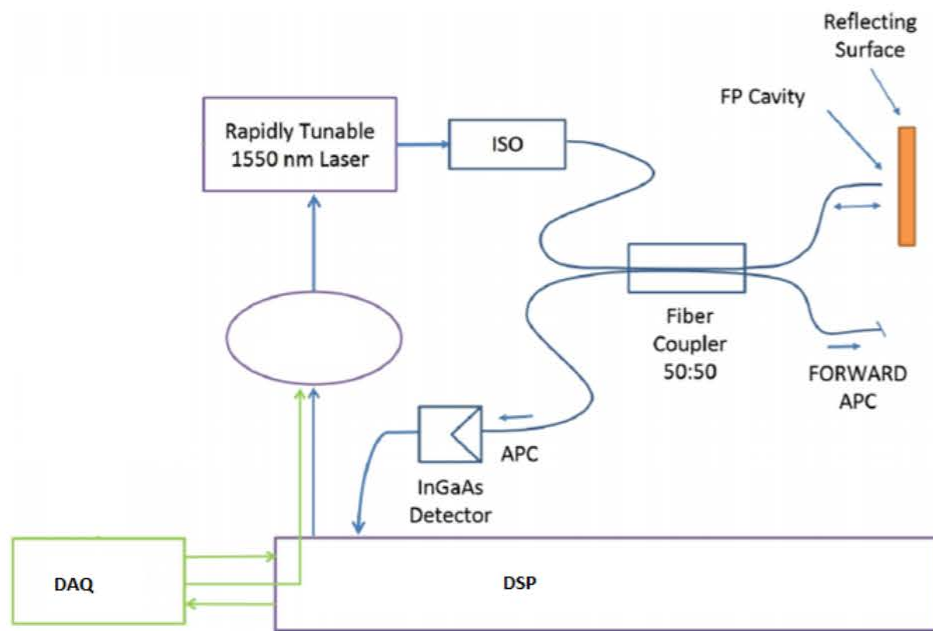 Reflecting
Surface
FP Cavity
Rapidly Tunable
1550 nm Laser
ISO
Fiber
Coupler
50:50
FORWARD
APC
APC
InGaAs
Detector
DAQ
DSP